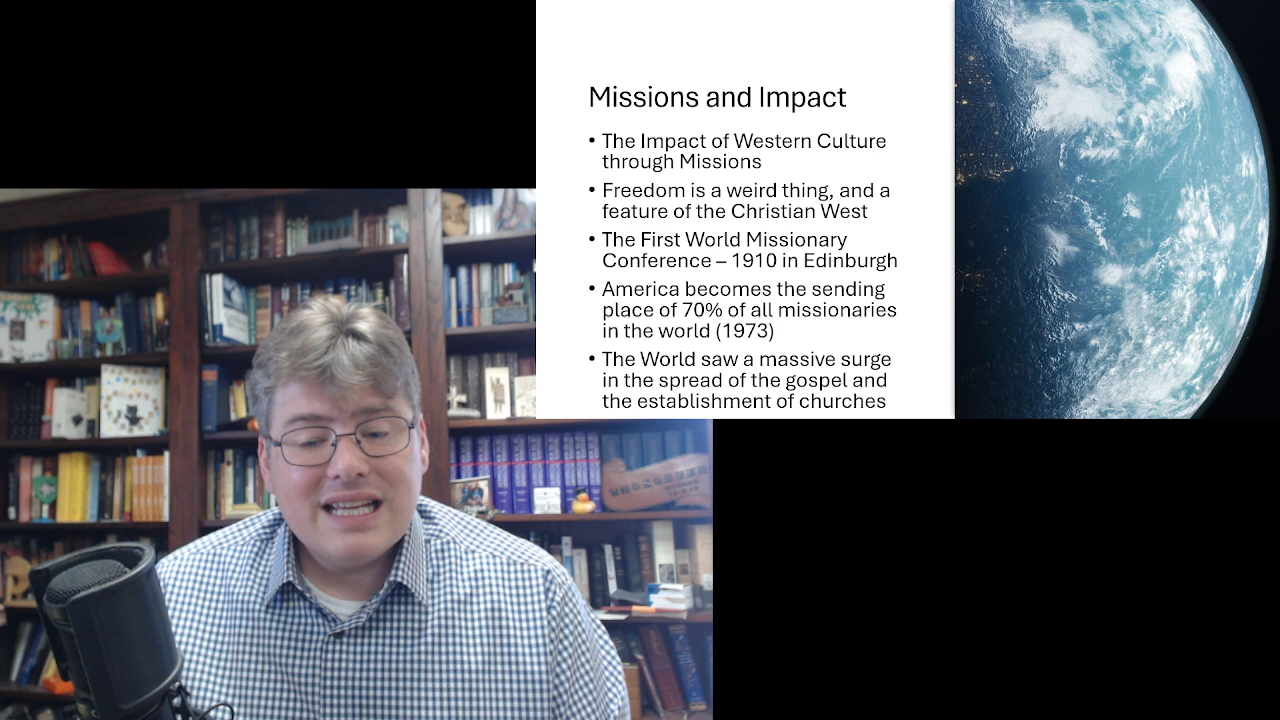 Missions and Impact
• The Impact of Western Culture
through Missions
• Freedom is a weird thing, and a
feature of the Christian West
• The First World Missionary
Conference – 1910 in Edinburgh
• America becomes the sending
place of 70% of all missionaries
in the world (1973)
• The World saw a massive surge
in the spread of the gospel and
the establishment of churches